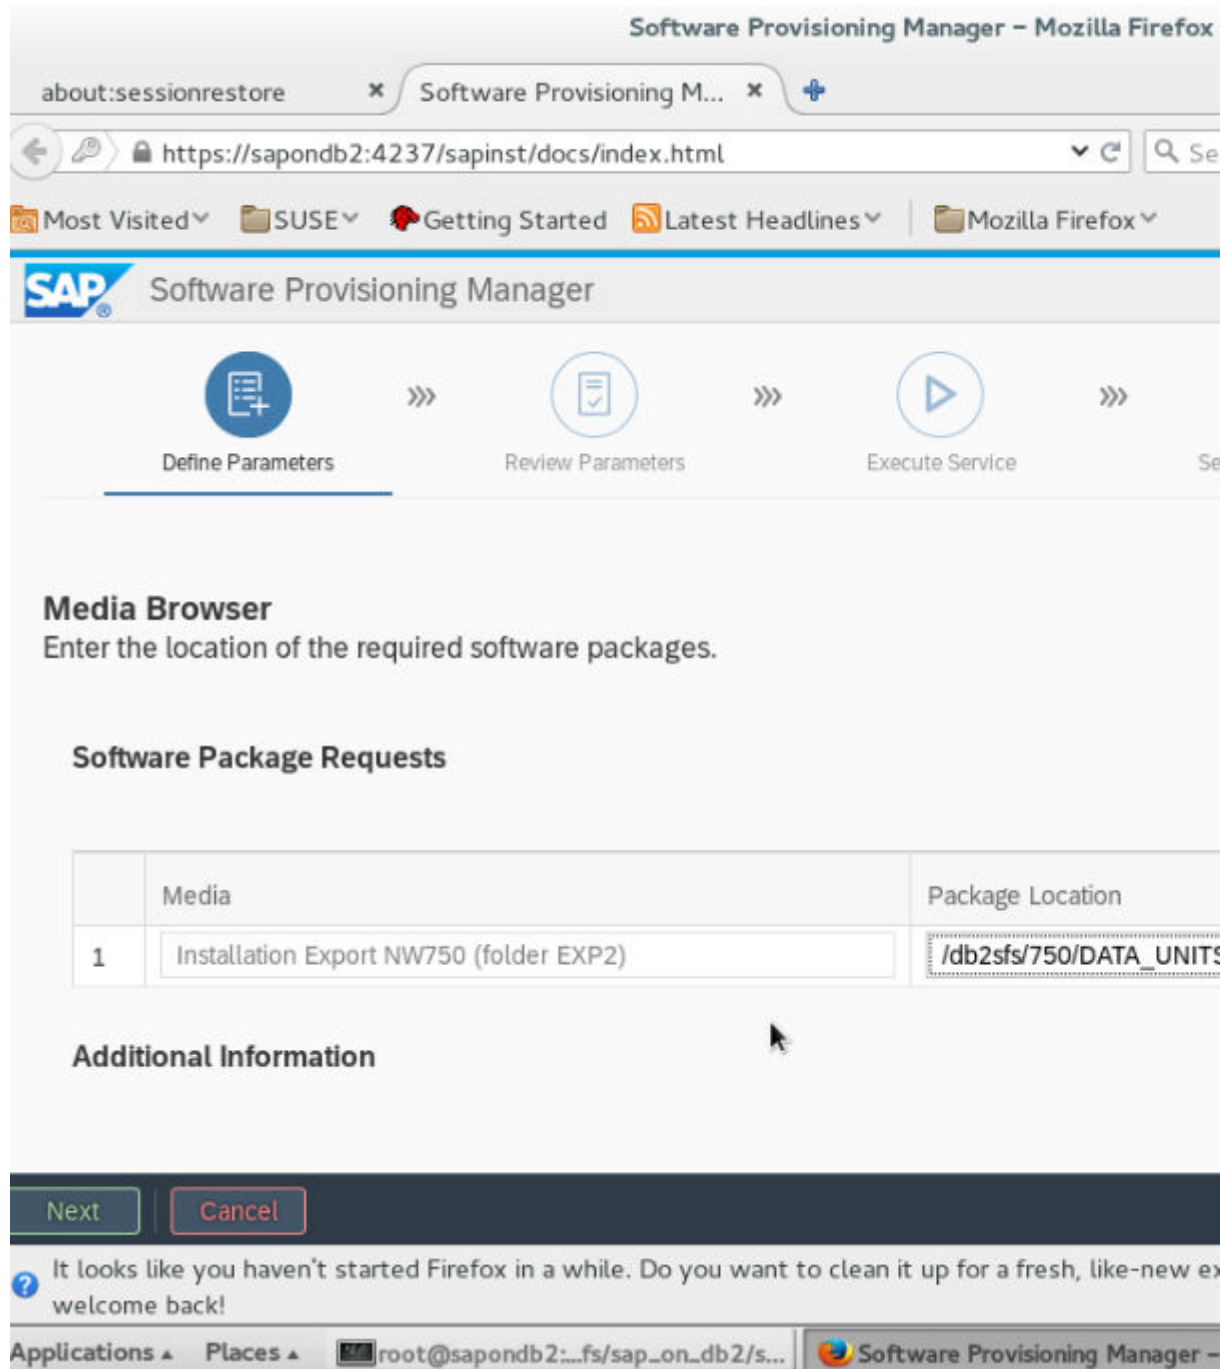 Software Provisioning Manager – Mozilla Firefox
about:sessionrestore × Software Provisioning M... ×
https://sapondb2:4237/sapinst/docs/index.html Se
Most Visited SUSE Getting Started Latest Headlines Mozilla Firefox
SAP® Software Provisioning Manager
Define Parameters Review Parameters Execute Service Se
Media Browser
Enter the location of the required software packages.
Software Package Requests
Media Package Location
1 Installation Export NW750 (folder EXP2) /db2sfs/750/DATA_UNITS
Additional Information
Next Cancel
It looks like you haven't started Firefox in a while. Do you want to clean it up for a fresh, like-new ex
welcome back!
Applications Places root@sapondb2:...fs/sap_on_db2/s... Software Provisioning Manager –